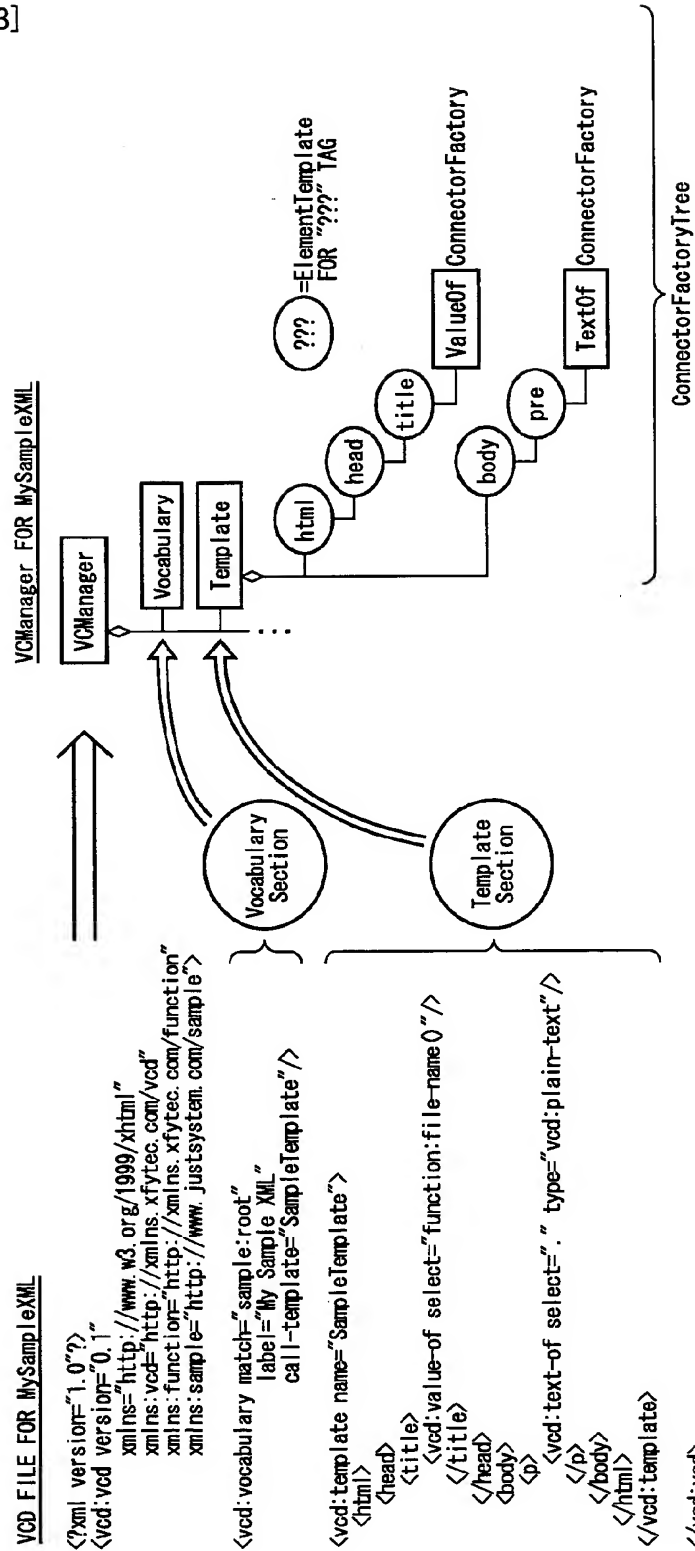 3]
VCD FILE FOR MySampleXML
<?xml version="1.0"?>
<vcd:vcd version="0.1"
xmlns="http://www.w3.org/1999/xhtml"
xmlns:vcd="http://xmlns.xfytec.com/vcd"
xmlns:function="http://xmlns.xfytec.com/function"
xmlns:sample="http://www.justsystem.com/sample">
<vcd:vocabulary match="sample:root"
label="My Sample XML"
call-template="SampleTemplate"/>
<vcd:template name="SampleTemplate">
<html>
<head>
<title>
<vcd:value-of select="function:file-name()"/>
</title>
</head>
<body>
<p>
<vcd:text-of select="." type="vcd:plain-text"/>
</p>
</body>
</html>
</vcd:template>
</vcd:vcd>
Vocabulary
Section
Template
Section
VCManager FOR MySampleXML
VCManager
Vocabulary
Template
...
html
head
title
ValueOf ConnectorFactory
body
pre
TextOf ConnectorFactory
??? =ElementTemplate
FOR "???" TAG
ConnectorFactoryTree